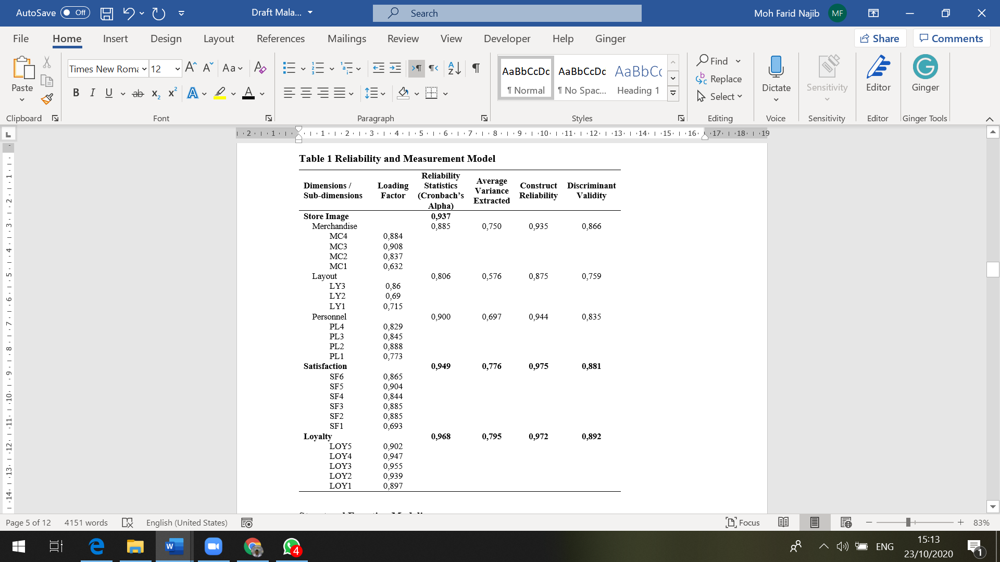 AutoSave Off Draft Mala... Search Moh Farid Najib MF
File Home Insert Design Layout References Mailings Review View Developer Help Ginger Share Comments
Times New Roma 12 Aa
AaBbCcDc AaBbCcDc AaBbCc
Find
Replace
Select
Paste
B I U ab x₂ x² A A
¶ Normal ¶ No Spac... Heading 1
Dictate Sensitivity Editor Ginger
Clipboard Font Paragraph Styles Editing Voice Sensitivity Editor Ginger Tools
2 1 1 2 3 4 5 6 7 8 9 10 11 12 13 14 15 16 17 18 19
Table 1 Reliability and Measurement Model
Dimensions / Sub-dimensions Loading Factor Reliability Statistics (Cronbach’s Alpha) Average Variance Extracted Construct Reliability Discriminant Validity
Store Image 0,937
Merchandise 0,885 0,750 0,935 0,866
MC4 0,884
MC3 0,908
MC2 0,837
MC1 0,632
Layout 0,806 0,576 0,875 0,759
LY3 0,86
LY2 0,69
LY1 0,715
Personnel 0,900 0,697 0,944 0,835
PL4 0,829
PL3 0,845
PL2 0,888
PL1 0,773
Satisfaction 0,949 0,776 0,975 0,881
SF6 0,865
SF5 0,904
SF4 0,844
SF3 0,885
SF2 0,885
SF1 0,693
Loyalty 0,968 0,795 0,972 0,892
LOY5 0,902
LOY4 0,947
LOY3 0,955
LOY2 0,939
LOY1 0,897
1 2 3 4 5 6 7 8 9 10 11 12 13 14
Page 5 of 12 4151 words English (United States) Focus 83%
4 ENG 15:13
23/10/2020 1